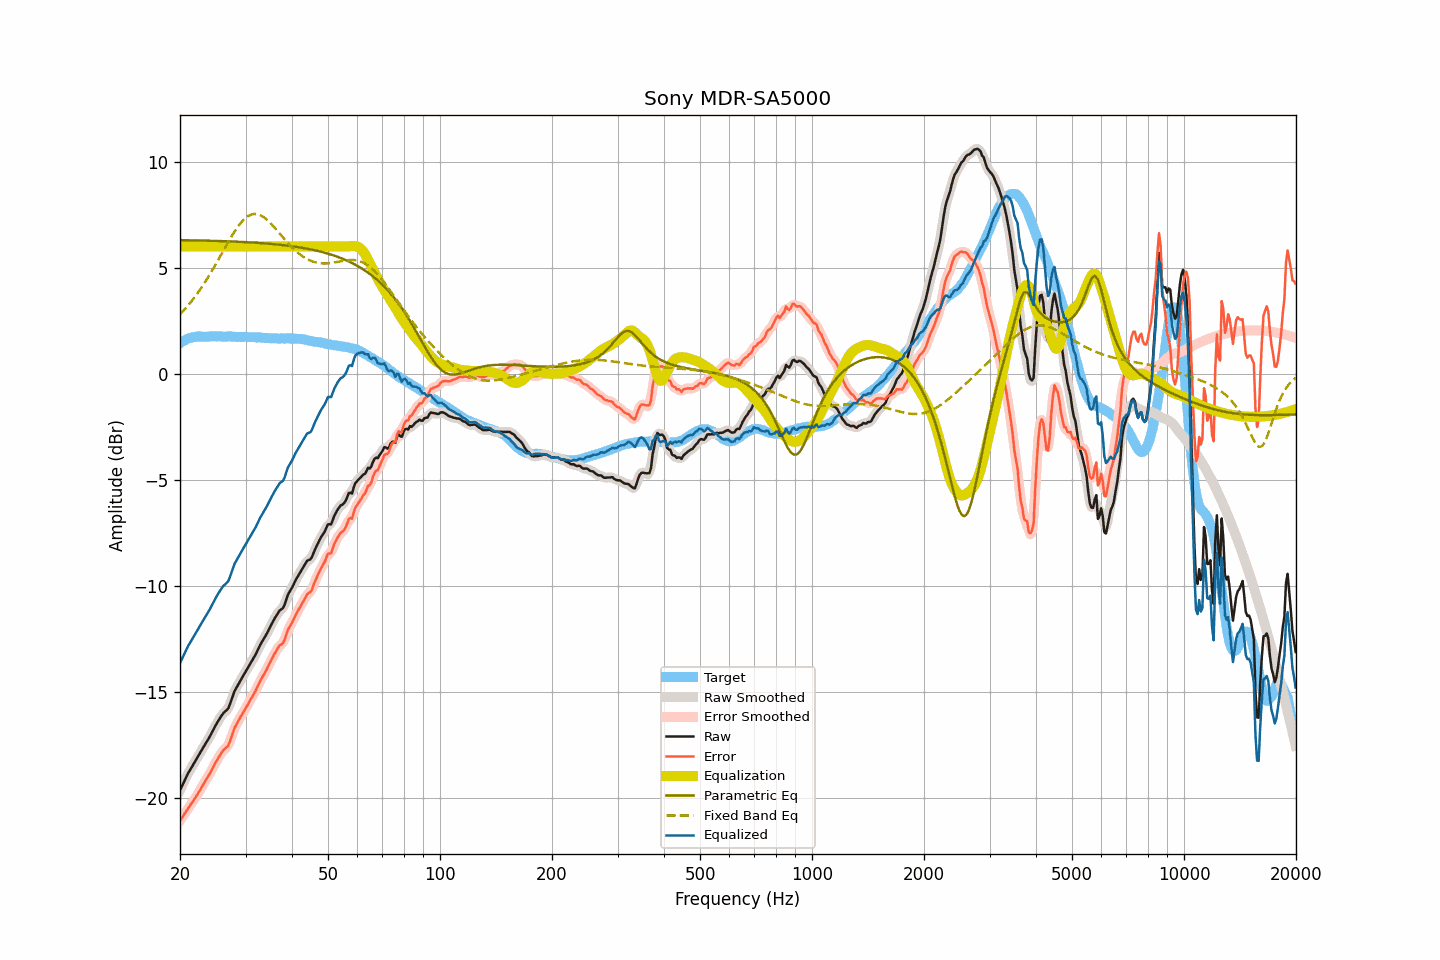 Sony MDR-SA5000
Amplitude (dBr)
10
5
0
−5
−10
−15
−20
Target
Raw Smoothed
Error Smoothed
Raw
Error
Equalization
Parametric Eq
Fixed Band Eq
Equalized
20 50 100 200 500 1000 2000 5000 10000 20000
Frequency (Hz)